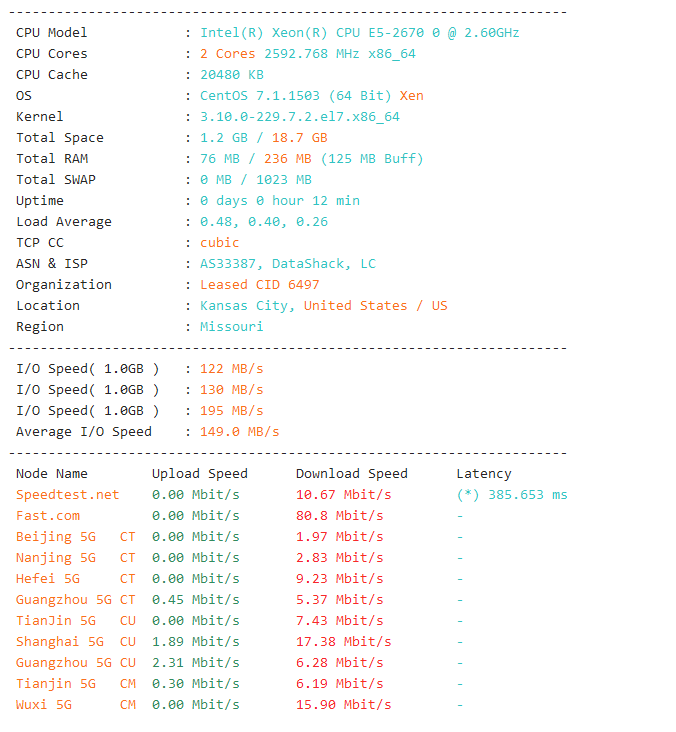 ----------------------------------------------------------------------
CPU Model            : Intel(R) Xeon(R) CPU E5-2670 0 @ 2.60GHz
CPU Cores            : 2 Cores 2592.768 MHz x86_64
CPU Cache            : 20480 KB
OS                   : CentOS 7.1.1503 (64 Bit) Xen
Kernel               : 3.10.0-229.7.2.el7.x86_64
Total Space          : 1.2 GB / 18.7 GB
Total RAM            : 76 MB / 236 MB (125 MB Buff)
Total SWAP           : 0 MB / 1023 MB
Uptime               : 0 days 0 hour 12 min
Load Average         : 0.48, 0.40, 0.26
TCP CC               : cubic
ASN & ISP            : AS33387, DataShack, LC
Organization         : Leased CID 6497
Location             : Kansas City, United States / US
Region               : Missouri
----------------------------------------------------------------------
I/O Speed( 1.0GB )   : 122 MB/s
I/O Speed( 1.0GB )   : 130 MB/s
I/O Speed( 1.0GB )   : 195 MB/s
Average I/O Speed    : 149.0 MB/s
----------------------------------------------------------------------
Node Name        Upload Speed      Download Speed      Latency
Speedtest.net    0.00 Mbit/s       10.67 Mbit/s        (*) 385.653 ms
Fast.com         0.00 Mbit/s       80.8 Mbit/s         -
Beijing 5G   CT  0.00 Mbit/s       1.97 Mbit/s         -
Nanjing 5G   CT  0.00 Mbit/s       2.83 Mbit/s         -
Hefei 5G     CT  0.00 Mbit/s       9.23 Mbit/s         -
Guangzhou 5G CT  0.45 Mbit/s       5.37 Mbit/s         -
TianJin 5G   CU  0.00 Mbit/s       7.43 Mbit/s         -
Shanghai 5G  CU  1.89 Mbit/s       17.38 Mbit/s        -
Guangzhou 5G CU  2.31 Mbit/s       6.28 Mbit/s         -
Tianjin 5G   CM  0.30 Mbit/s       6.19 Mbit/s         -
Wuxi 5G      CM  0.00 Mbit/s       15.90 Mbit/s        -